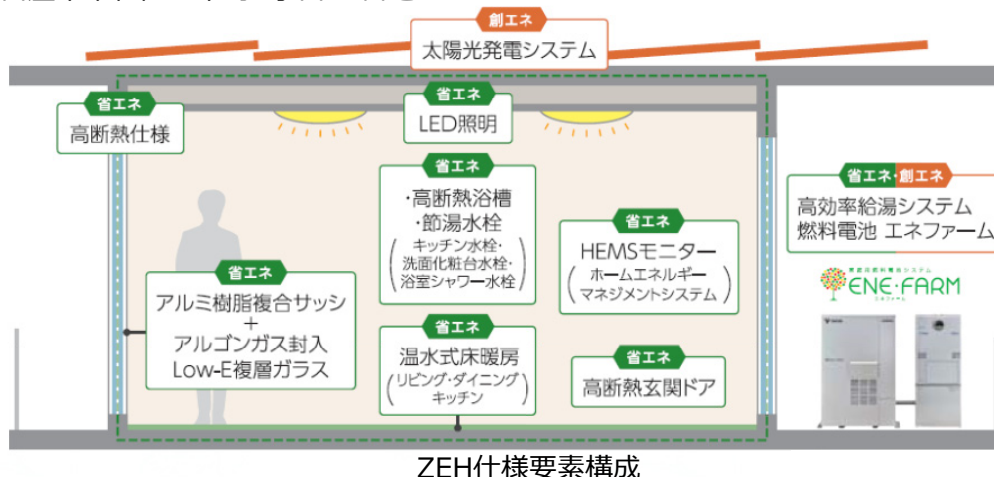 創エネ
太陽光発電システム
省エネ
高断熱仕様
省エネ
LED照明
省エネ
・高断熱浴槽
・節湯水栓
(キッチン水栓・
洗面化粧台水栓・
浴室シャワー水栓)
省エネ
HEMSモニター
(ホームエネルギー
マネジメントシステム)
省エネ・創エネ
高効率給湯システム
燃料電池 エネファーム
ENE・FARM
省エネ
アルミ樹脂複合サッシ
+
アルゴンガス封入
Low-E複層ガラス
省エネ
温水式床暖房
(リビング・ダイニング
キッチン)
省エネ
高断熱玄関ドア
ZEH仕様要素構成